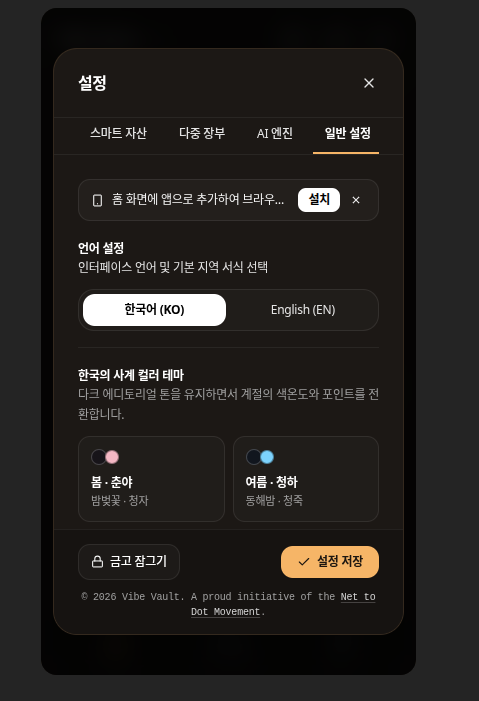 설정
스마트 자산 다중 장부 AI 엔진 일반 설정
홈 화면에 앱으로 추가하여 브라우... 설치
언어 설정
인터페이스 언어 및 기본 지역 서식 선택
한국어 (KO) English (EN)
한국의 사계 컬러 테마
다크 에디토리얼 톤을 유지하면서 계절의 색온도와 포인트를 전
환합니다.
봄 · 춘야 여름 · 청하
밤벚꽃 · 청자 동해밤 · 청죽
금고 잠그기 설정 저장
© 2026 Vibe Vault. A proud initiative of the Net to
Dot Movement.